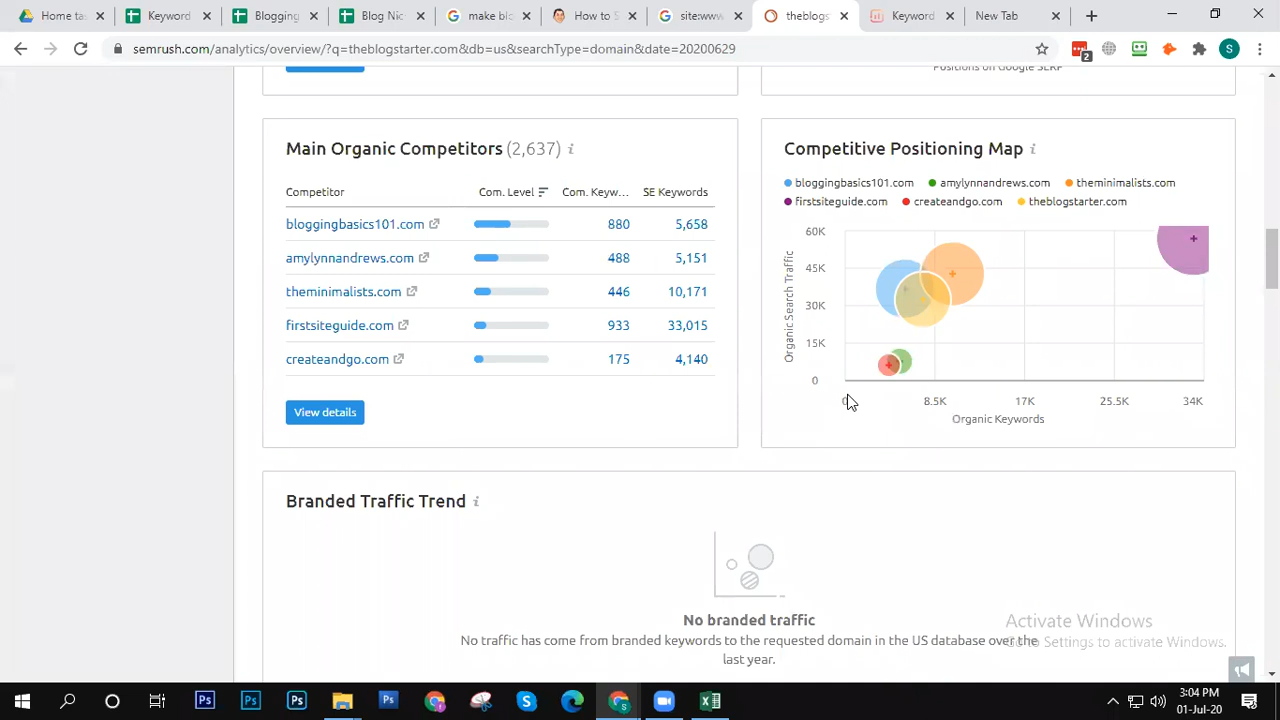 Home ta:
Keyword
Blogging
Blog Nic
make blo
How to S
site:www
theblogs
Keyword
New Tab
semrush.com/analytics/overview/?q=theblogstarter.com&db=us&searchType=domain&date=20200629
2
S
Positions on Google SERP
Main Organic Competitors (2,637)
Competitor Com. Level Com. Keyw... SE Keywords
bloggingbasics101.com 880 5,658
amylynnandrews.com 488 5,151
theminimalists.com 446 10,171
firstsiteguide.com 933 33,015
createandgo.com 175 4,140
View details
Competitive Positioning Map
bloggingbasics101.com amylynnandrews.com theminimalists.com
firstsiteguide.com createandgo.com theblogstarter.com
Organic Search Traffic
60K
45K
30K
15K
0
0 8.5K 17K 25.5K 34K
Organic Keywords
Branded Traffic Trend
No branded traffic
No traffic has come from branded keywords to the requested domain in the US database over the
last year.
Activate Windows
Go to Settings to activate Windows.
3:04 PM
01-Jul-20